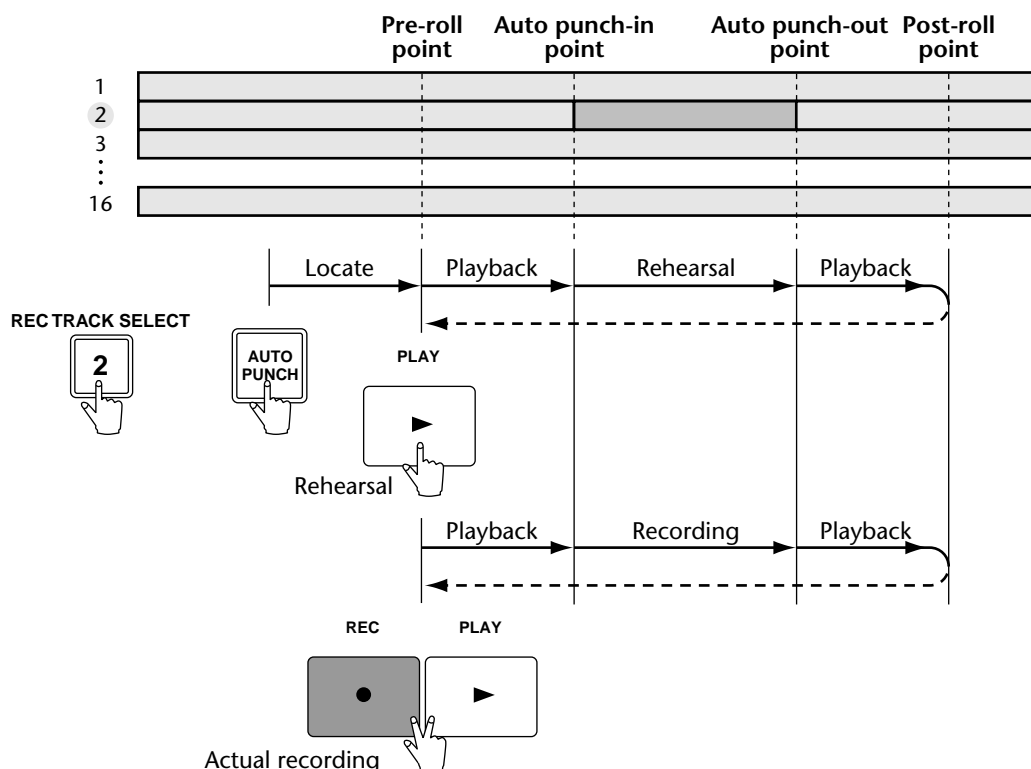 Pre-roll point
Auto punch-in point
Auto punch-out point
Post-roll point
1
2
3
16
Locate
Playback
Rehearsal
Playback
REC TRACK SELECT
2
AUTO
PUNCH
PLAY
Rehearsal
Playback
Recording
Playback
REC
PLAY
Actual recording